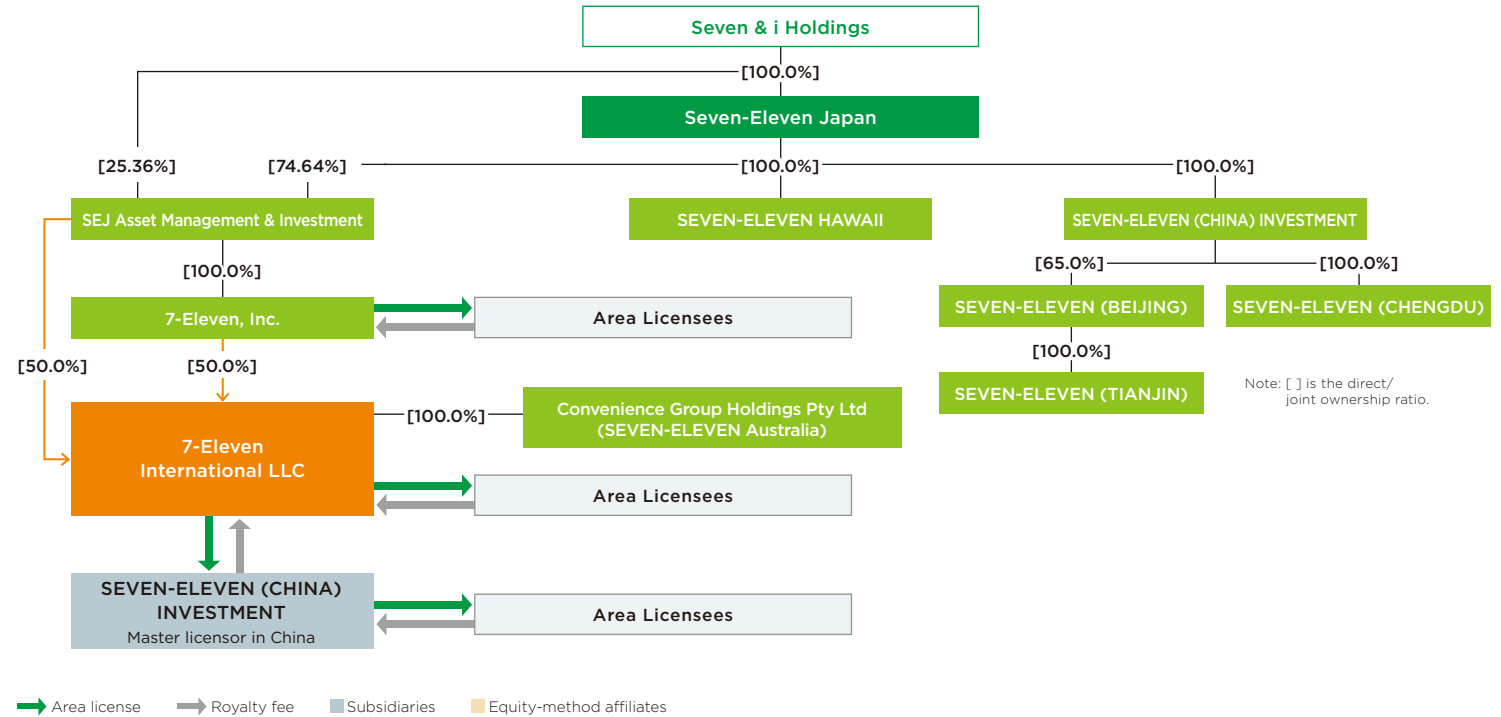 Seven & i Holdings
[100.0%]
Seven-Eleven Japan
[25.36%]
[74.64%]
[100.0%]
[100.0%]
SEJ Asset Management & Investment
SEVEN-ELEVEN HAWAII
SEVEN-ELEVEN (CHINA) INVESTMENT
[100.0%]
[65.0%]
[100.0%]
7-Eleven, Inc.
Area Licensees
SEVEN-ELEVEN (BEIJING)
SEVEN-ELEVEN (CHENGDU)
[50.0%]
[50.0%]
[100.0%]
SEVEN-ELEVEN (TIANJIN)
Note: [ ] is the direct/
joint ownership ratio.
7-Eleven
International LLC
[100.0%]
Convenience Group Holdings Pty Ltd
(SEVEN-ELEVEN Australia)
Area Licensees
SEVEN-ELEVEN (CHINA)
INVESTMENT
Master licensor in China
Area Licensees
Area license
Royalty fee
Subsidiaries
Equity-method affiliates